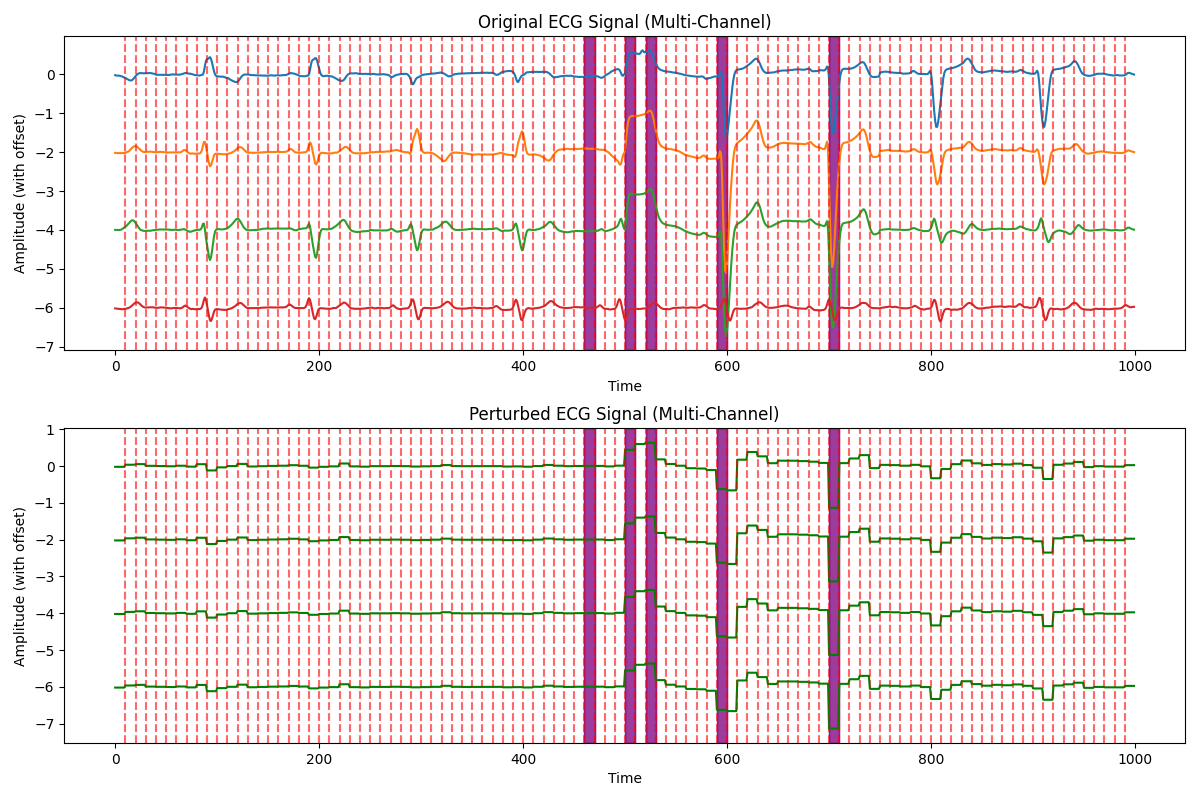 Original ECG Signal (Multi-Channel)
Amplitude (with offset)
0
−1
−2
−3
−4
−5
−6
−7
0 200 400 600 800 1000
Time
Perturbed ECG Signal (Multi-Channel)
Amplitude (with offset)
1
0
−1
−2
−3
−4
−5
−6
−7
0 200 400 600 800 1000
Time